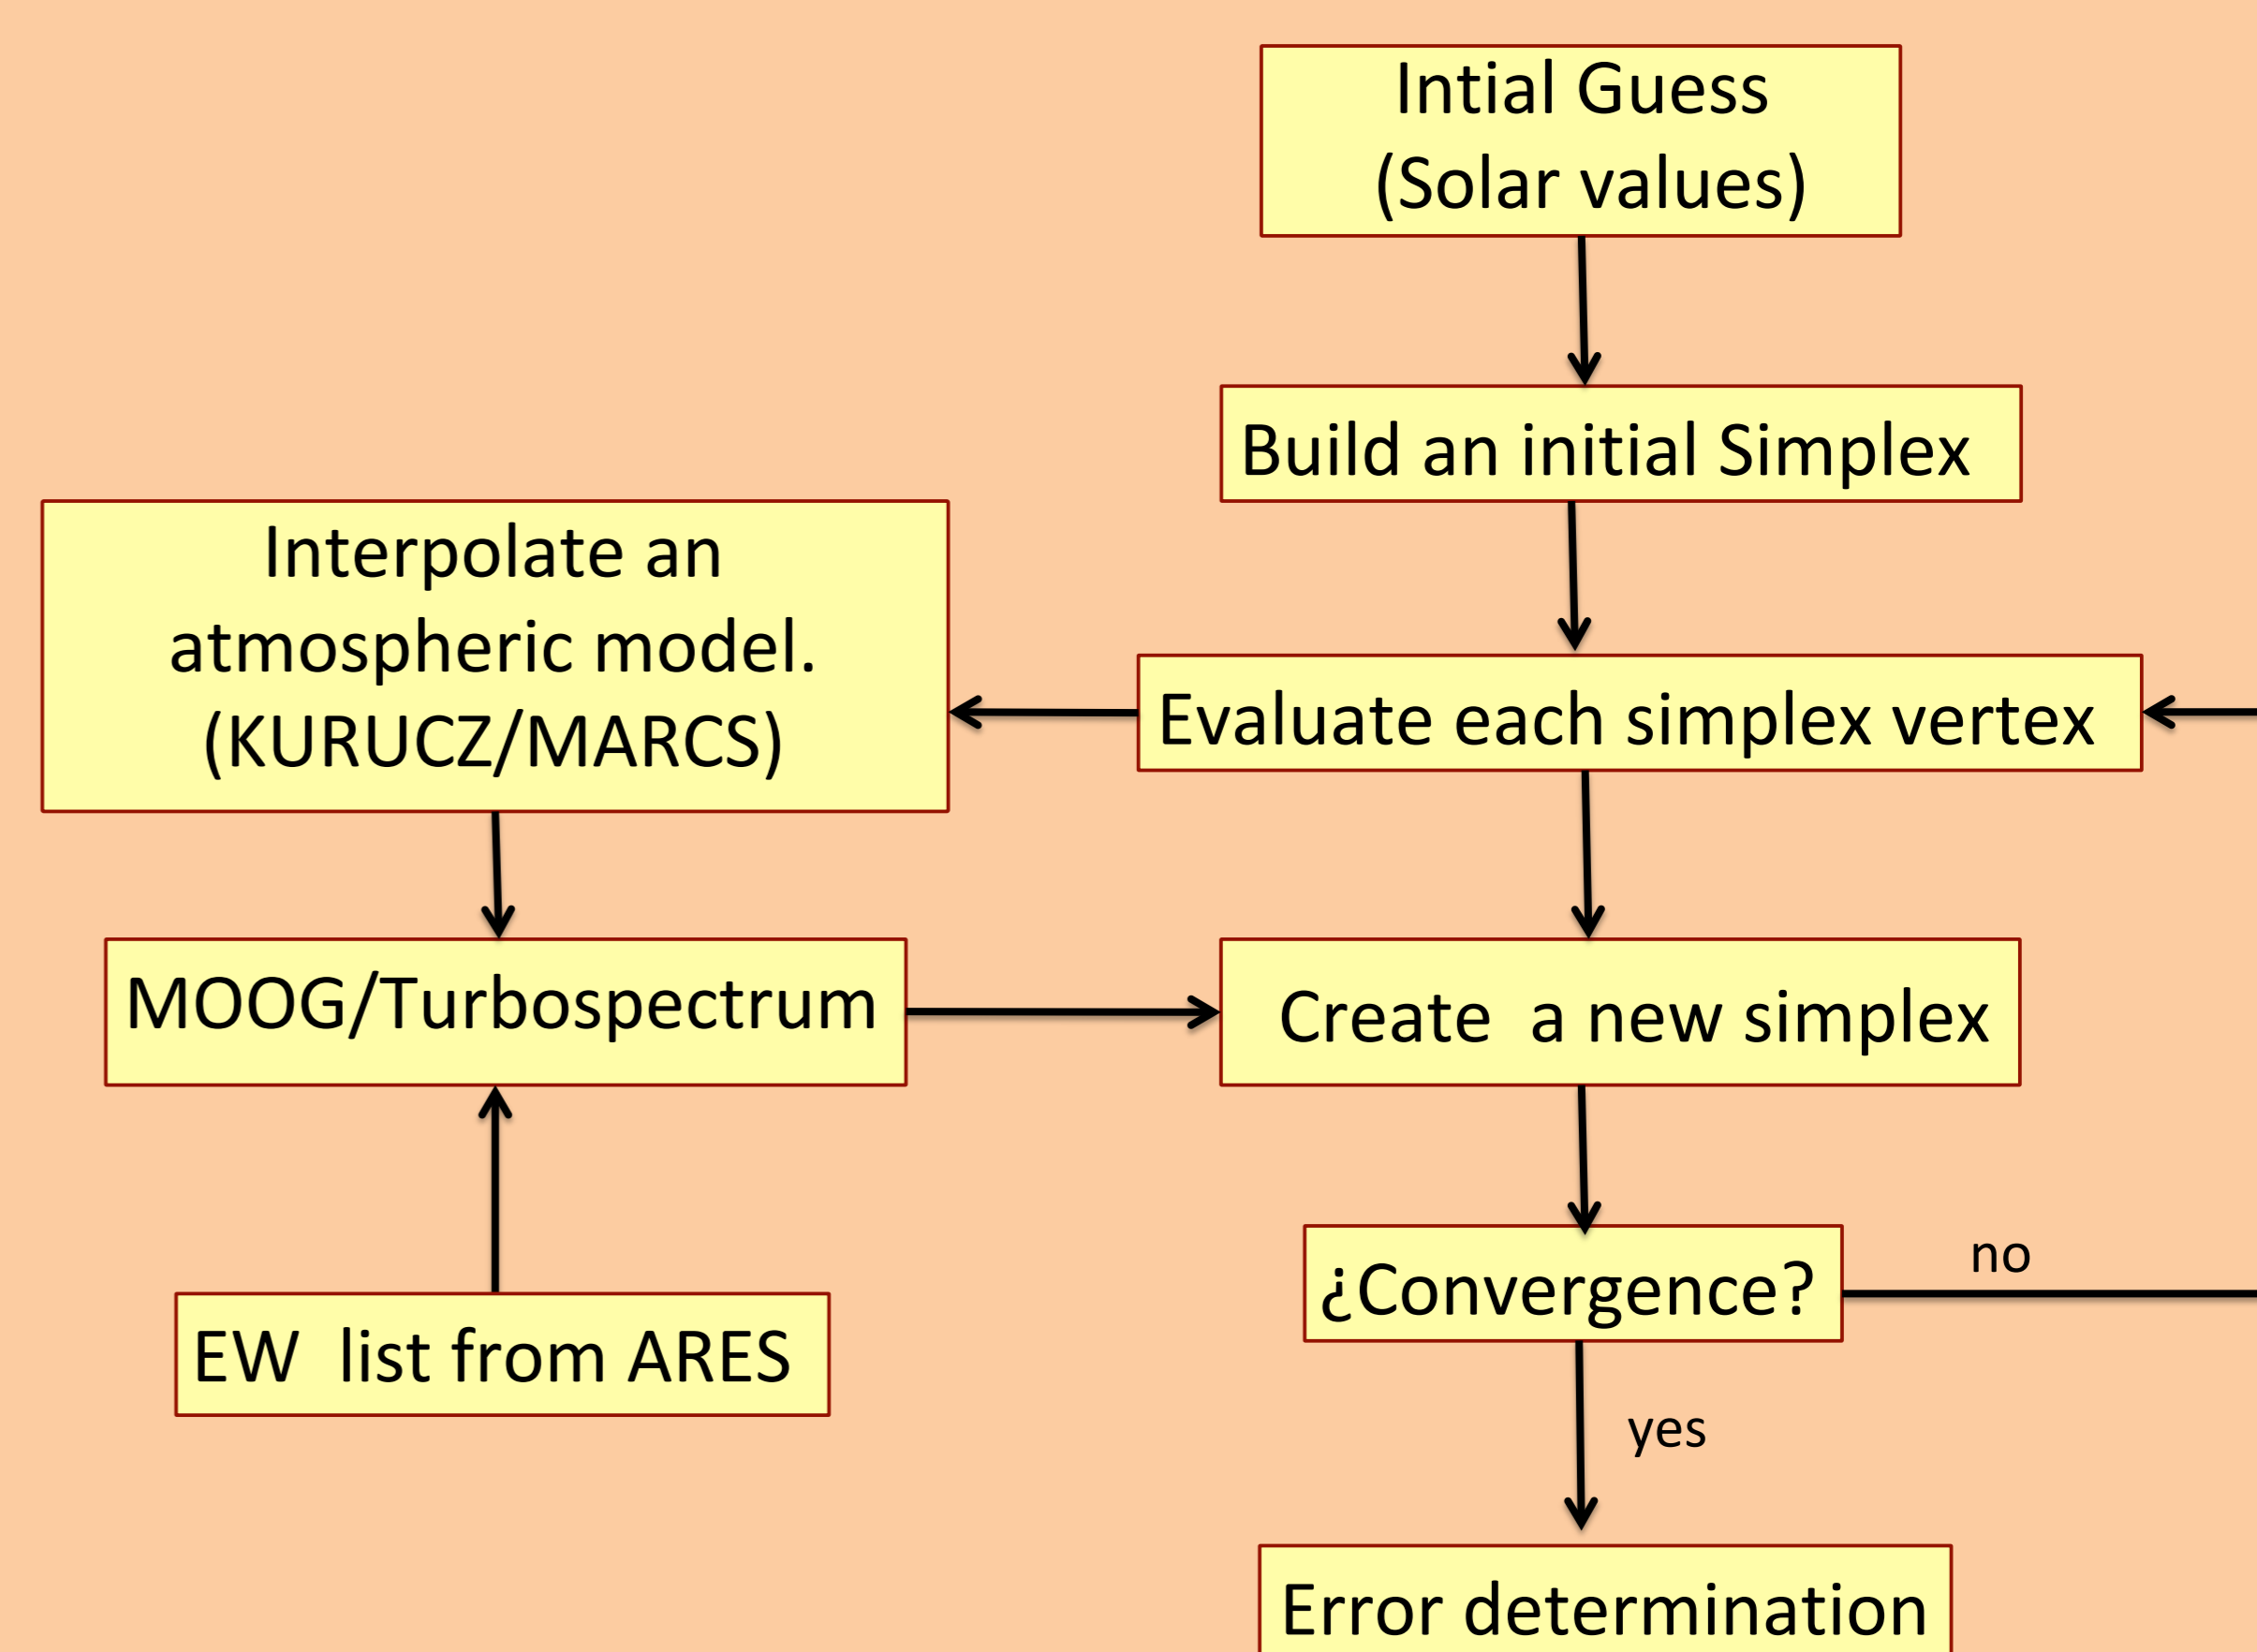 Intial Guess
(Solar values)
Build an initial Simplex
Interpolate an
atmospheric model.
(KURUCZ/MARCS)
Evaluate each simplex vertex
MOOG/Turbospectrum
Create  a new simplex
¿Convergence?
no
EW  list from ARES
yes
Error determination